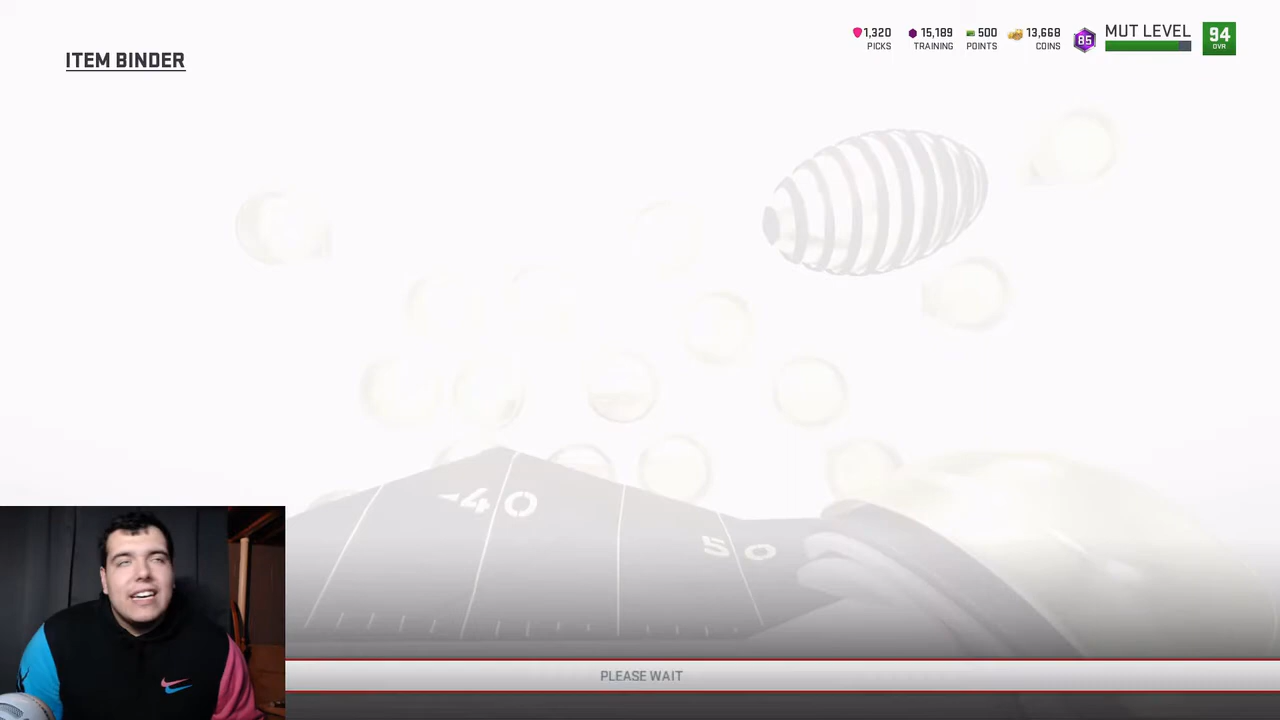 ITEM BINDER
1,320
PICKS
15,189
TRAINING
500
POINTS
13,668
COINS
85
MUT LEVEL
94
OVR
40
50
PLEASE WAIT